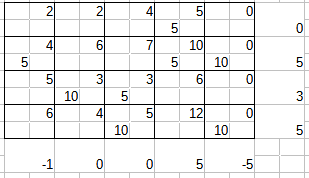 2 2 4 5 0
5 0
4 6 7 10 0
5 5 10 5
5 3 3 6 0
10 5 3
6 4 5 12 0
10 10 5
-1 0 0 5 -5